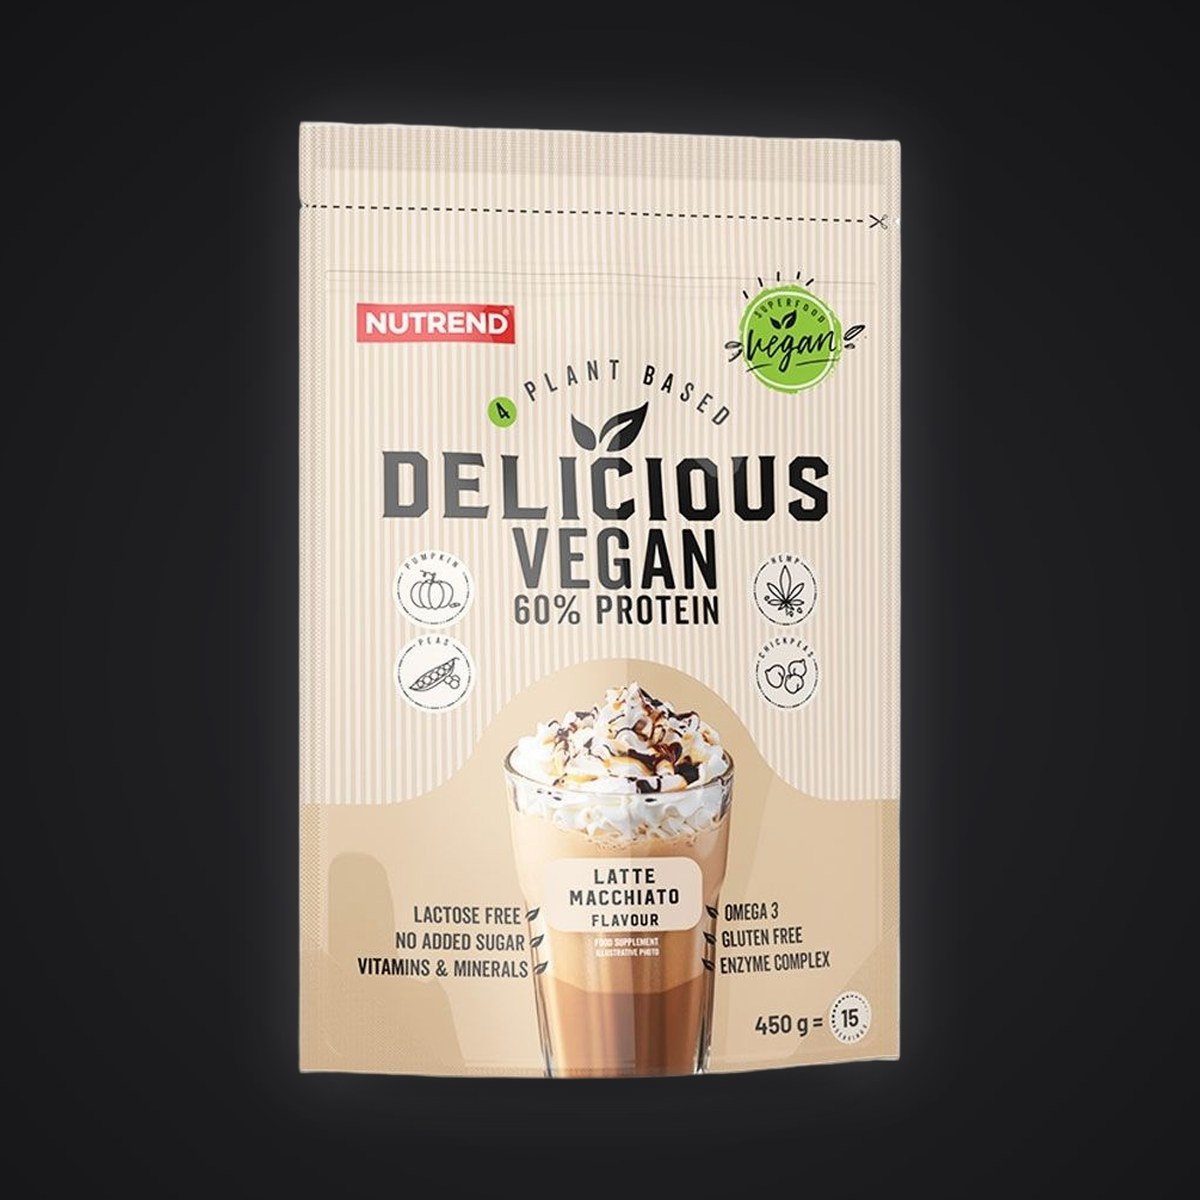 NUTREND®
SUPERFOOD
vegan
4 PLANT BASED
DELICIOUS
VEGAN
60% PROTEIN
PUMPKIN
HEMP
PEAS
CHICKPEAS
LATTE
MACCHIATO
FLAVOUR
FOOD SUPPLEMENT
ILLUSTRATIVE PHOTO
LACTOSE FREE
NO ADDED SUGAR
VITAMINS & MINERALS
OMEGA 3
GLUTEN FREE
ENZYME COMPLEX
450 g = 15
SERVINGS